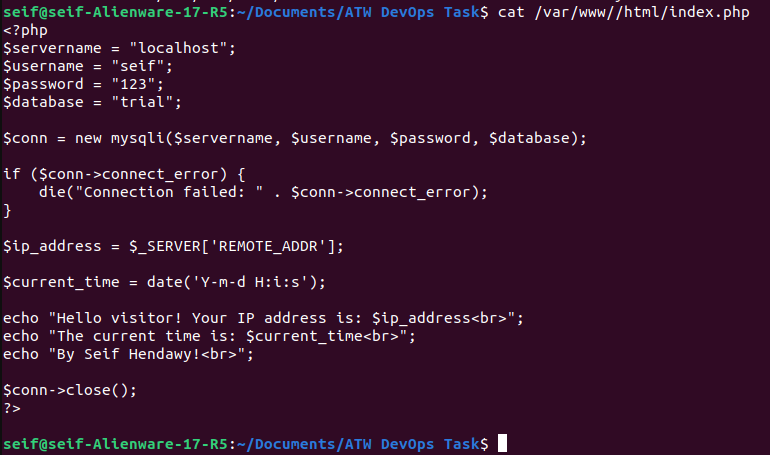 seif@seif-Alienware-17-R5:~/Documents/ATW DevOps Task$ cat /var/www//html/index.php
<?php
$servername = "localhost";
$username = "seif";
$password = "123";
$database = "trial";

$conn = new mysqli($servername, $username, $password, $database);

if ($conn->connect_error) {
    die("Connection failed: " . $conn->connect_error);
}

$ip_address = $_SERVER['REMOTE_ADDR'];

$current_time = date('Y-m-d H:i:s');

echo "Hello visitor! Your IP address is: $ip_address<br>";
echo "The current time is: $current_time<br>";
echo "By Seif Hendawy!<br>";

$conn->close();
?>

seif@seif-Alienware-17-R5:~/Documents/ATW DevOps Task$